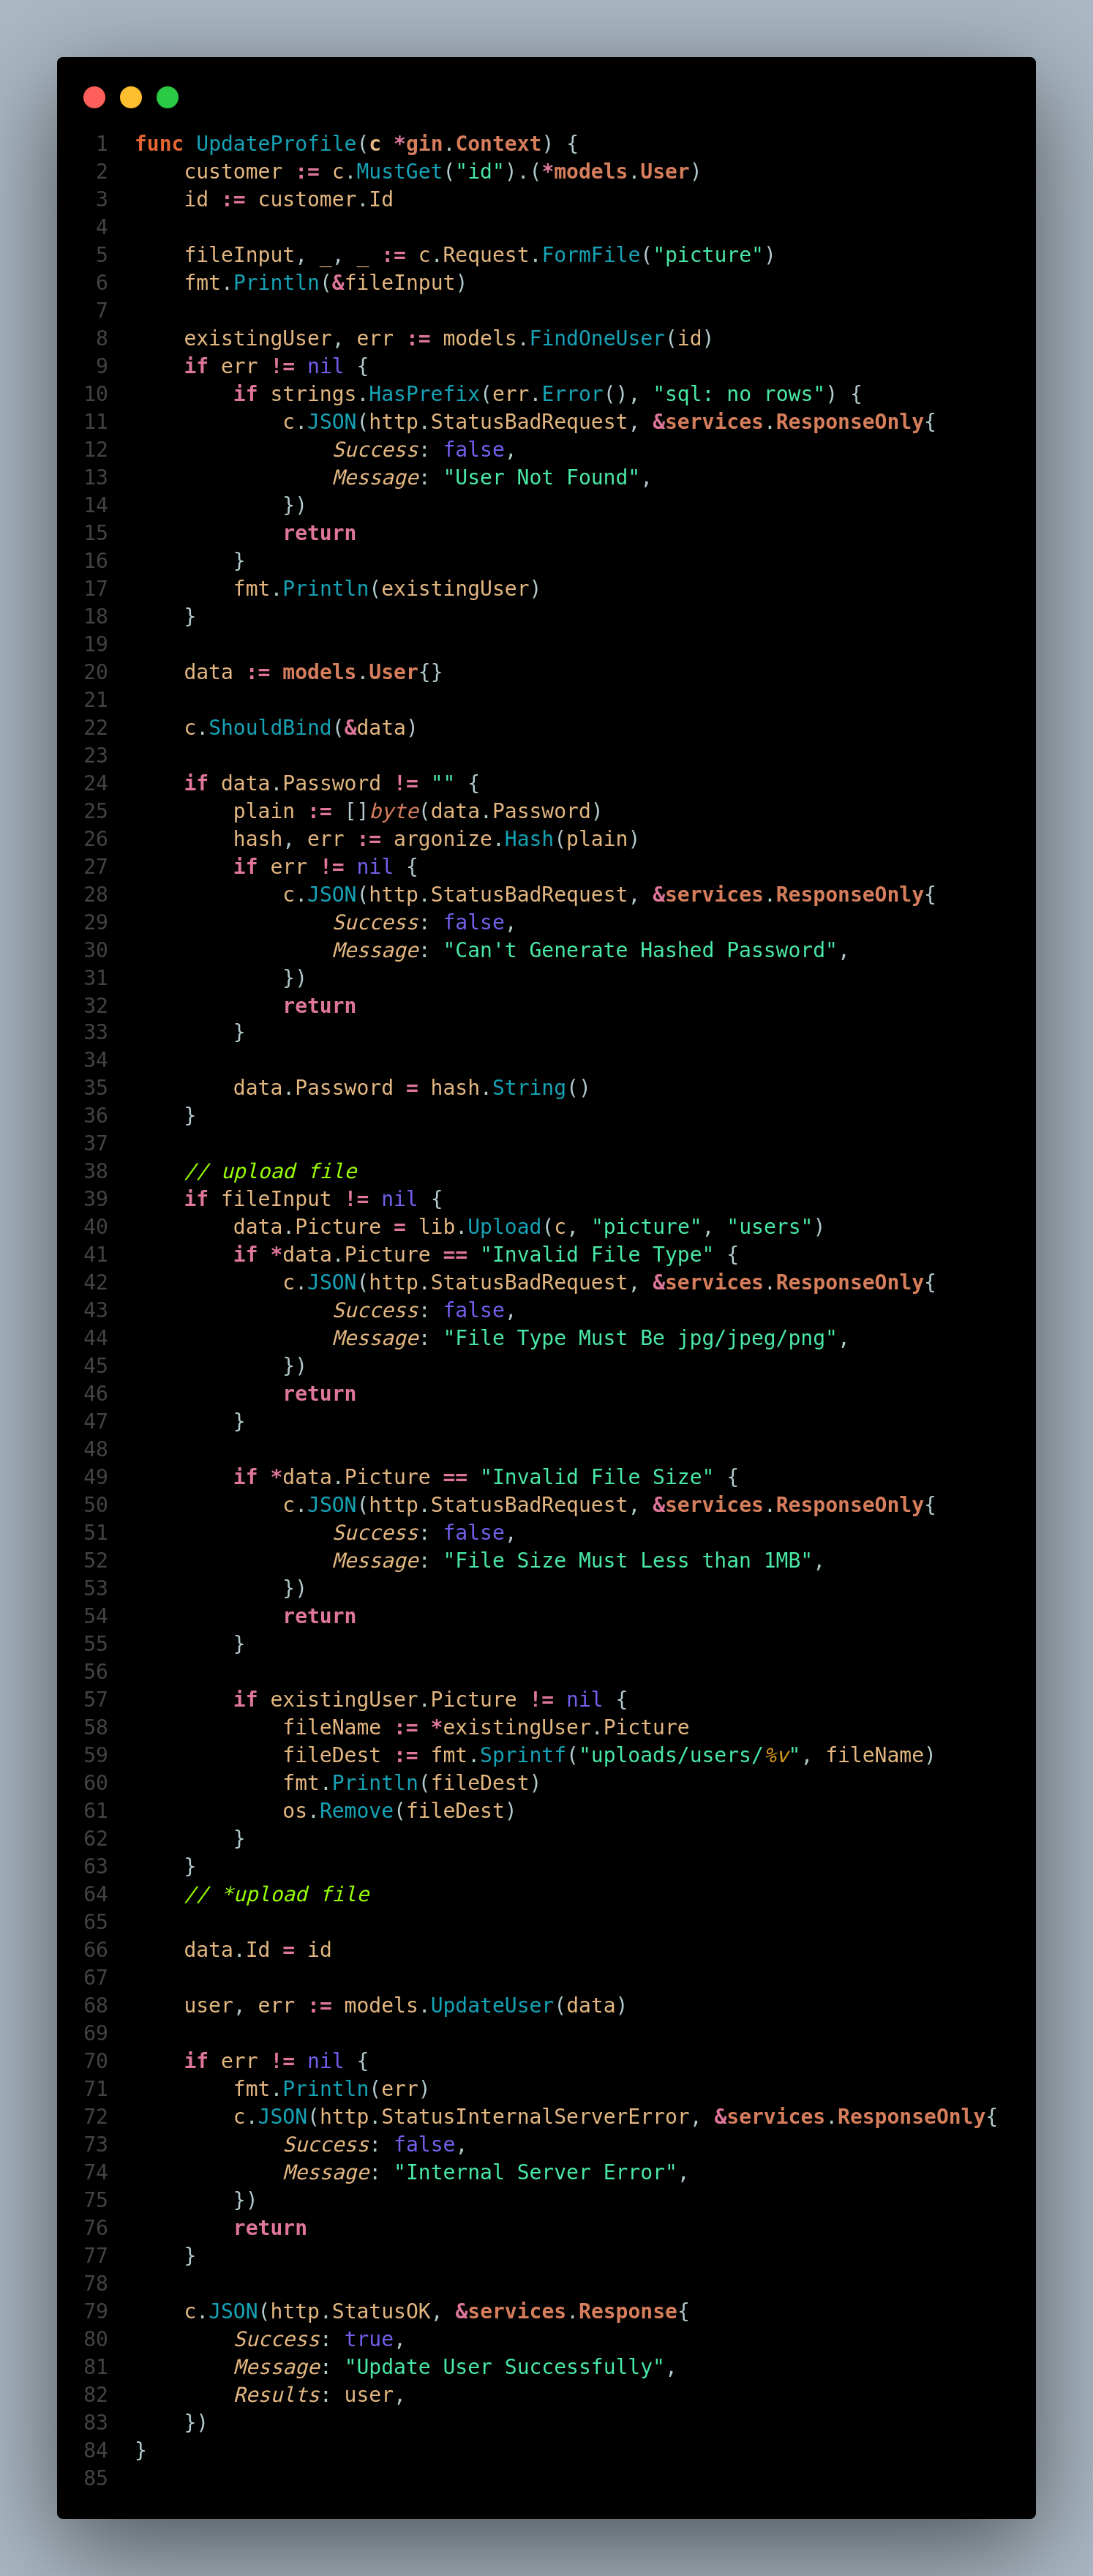 1 func UpdateProfile(c *gin.Context) {
2     customer := c.MustGet("id").(*models.User)
3     id := customer.Id
4
5     fileInput, _, _ := c.Request.FormFile("picture")
6     fmt.Println(&fileInput)
7
8     existingUser, err := models.FindOneUser(id)
9     if err != nil {
10         if strings.HasPrefix(err.Error(), "sql: no rows") {
11             c.JSON(http.StatusBadRequest, &services.ResponseOnly{
12                 Success: false,
13                 Message: "User Not Found",
14             })
15             return
16         }
17         fmt.Println(existingUser)
18     }
19
20     data := models.User{}
21
22     c.ShouldBind(&data)
23
24     if data.Password != "" {
25         plain := []byte(data.Password)
26         hash, err := argonize.Hash(plain)
27         if err != nil {
28             c.JSON(http.StatusBadRequest, &services.ResponseOnly{
29                 Success: false,
30                 Message: "Can't Generate Hashed Password",
31             })
32             return
33         }
34
35         data.Password = hash.String()
36     }
37
38     // upload file
39     if fileInput != nil {
40         data.Picture = lib.Upload(c, "picture", "users")
41         if *data.Picture == "Invalid File Type" {
42             c.JSON(http.StatusBadRequest, &services.ResponseOnly{
43                 Success: false,
44                 Message: "File Type Must Be jpg/jpeg/png",
45             })
46             return
47         }
48
49         if *data.Picture == "Invalid File Size" {
50             c.JSON(http.StatusBadRequest, &services.ResponseOnly{
51                 Success: false,
52                 Message: "File Size Must Less than 1MB",
53             })
54             return
55         }
56
57         if existingUser.Picture != nil {
58             fileName := *existingUser.Picture
59             fileDest := fmt.Sprintf("uploads/users/%v", fileName)
60             fmt.Println(fileDest)
61             os.Remove(fileDest)
62         }
63     }
64     // *upload file
65
66     data.Id = id
67
68     user, err := models.UpdateUser(data)
69
70     if err != nil {
71         fmt.Println(err)
72         c.JSON(http.StatusInternalServerError, &services.ResponseOnly{
73             Success: false,
74             Message: "Internal Server Error",
75         })
76         return
77     }
78
79     c.JSON(http.StatusOK, &services.Response{
80         Success: true,
81         Message: "Update User Successfully",
82         Results: user,
83     })
84 }
85